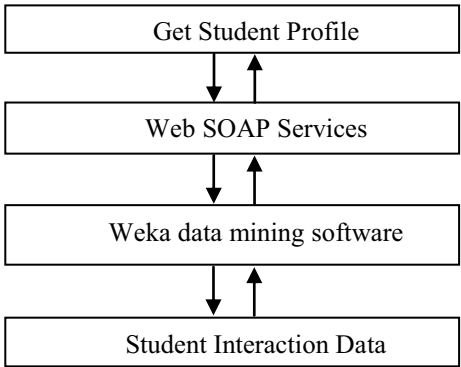 Get Student Profile
Web SOAP Services
Weka data mining software
Student Interaction Data